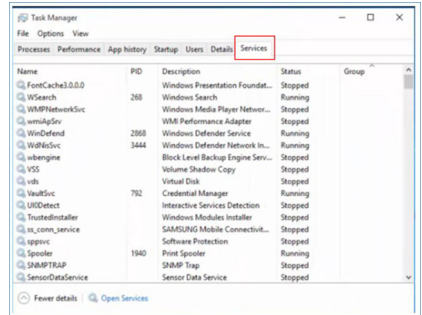 Task Manager
File Options View
Processes Performance App history Startup Users Details Services
Name PID Description Status Group
FontCache3.0.0.0 Windows Presentation Foundat... Stopped
WSearch 268 Windows Search Running
WMPNetworkSvc Windows Media Player Networ... Stopped
wmiApSrv WMI Performance Adapter Stopped
WinDefend 2868 Windows Defender Service Running
WdNisSvc 3444 Windows Defender Network In... Running
wbengine Block Level Backup Engine Serv... Stopped
VSS Volume Shadow Copy Stopped
vds Virtual Disk Stopped
VaultSvc 792 Credential Manager Running
UI0Detect Interactive Services Detection Stopped
TrustedInstaller Windows Modules Installer Stopped
ss_conn_service SAMSUNG Mobile Connectivit... Stopped
sppsvc Software Protection Stopped
Spooler 1940 Print Spooler Running
SNMPTRAP SNMP Trap Stopped
SensorDataService Sensor Data Service Stopped
Fewer details Open Services